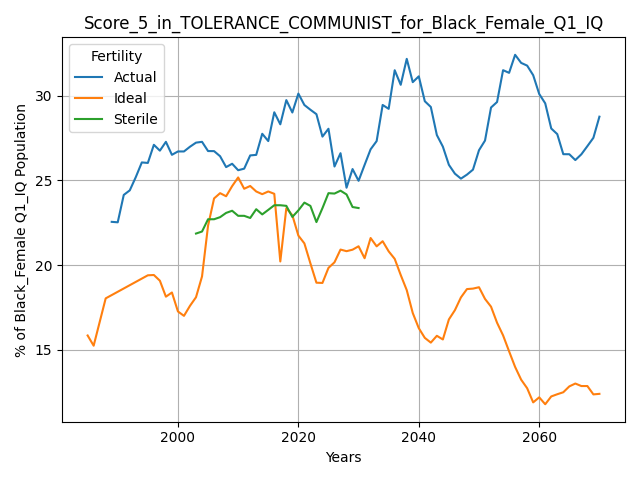 Score_5_in_TOLERANCE_COMMUNIST_for_Black_Female_Q1_IQ
Fertility
Actual
Ideal
Sterile
% of Black_Female Q1_IQ Population
30
25
20
15
2000
2020
2040
2060
Years